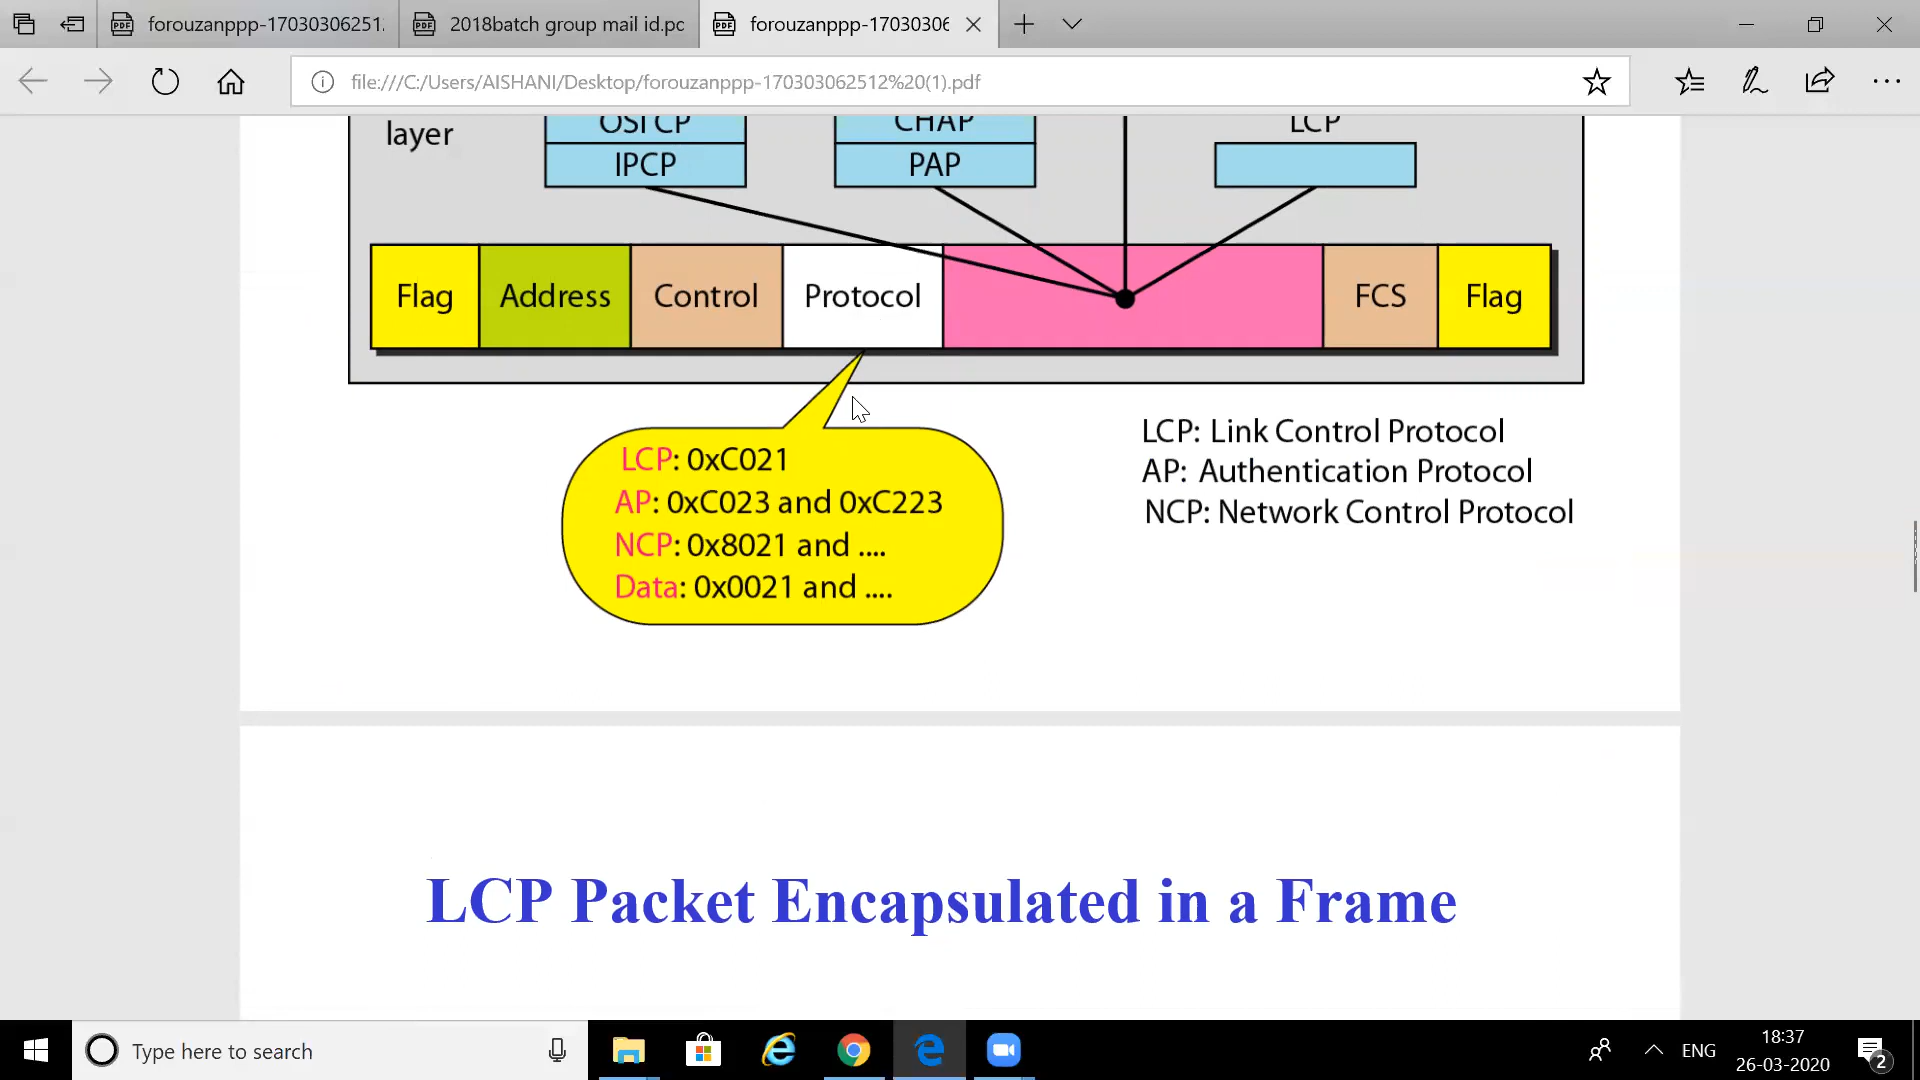 forouzanppp-17030306251.
2018batch group mail id.pc
forouzanppp-17030306
file:///C:/Users/AISHANI/Desktop/forouzanppp-170303062512%20(1).pdf
layer
OSI CP
CHAP
LCP
IPCP
PAP
Flag
Address
Control
Protocol
FCS
Flag
LCP: 0xC021
AP: 0xC023 and 0xC223
NCP: 0x8021 and ....
Data: 0x0021 and ....
LCP: Link Control Protocol
AP: Authentication Protocol
NCP: Network Control Protocol
LCP Packet Encapsulated in a Frame
Type here to search
ENG
18:37
26-03-2020
2